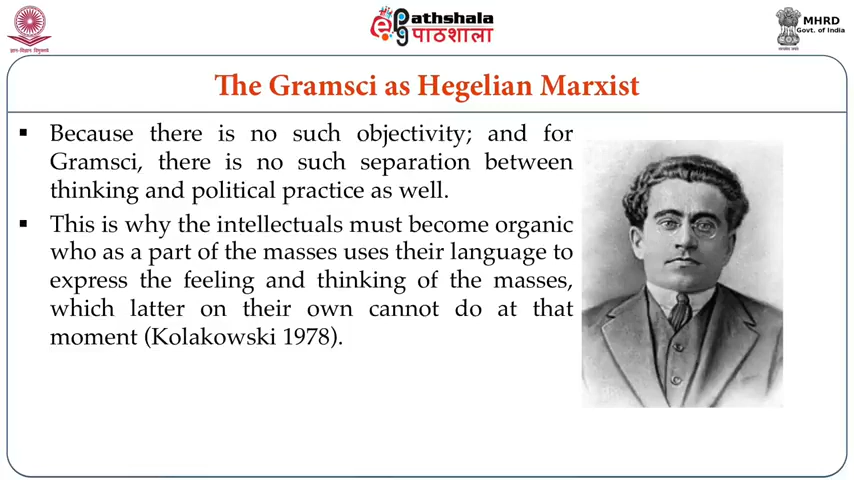 ज्ञान-विज्ञान विमुक्तये
epathshala
पाठशाला
MHRD
Govt. of India
The Gramsci as Hegelian Marxist
▪ Because there is no such objectivity; and for
Gramsci, there is no such separation between
thinking and political practice as well.
▪ This is why the intellectuals must become organic
who as a part of the masses uses their language to
express the feeling and thinking of the masses,
which latter on their own cannot do at that
moment (Kolakowski 1978).